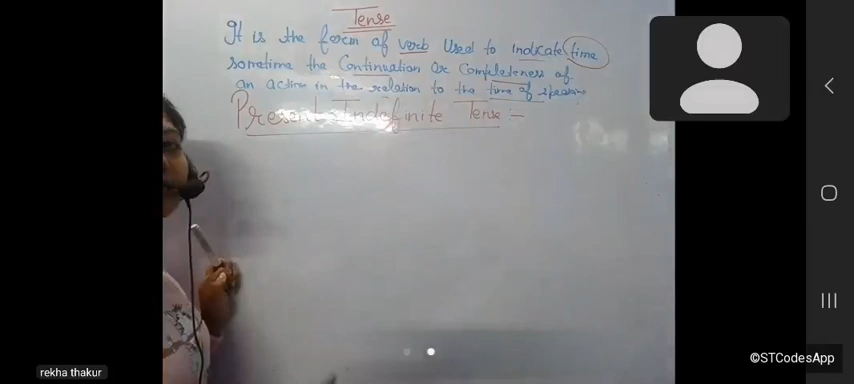 Tense
It is the form of verb used to indicate time
sometime the Continuation Or Completeness of
an action in the relation to the time of speaking
Present Indefinite Tense :-
rekha thakur
©STCodesApp